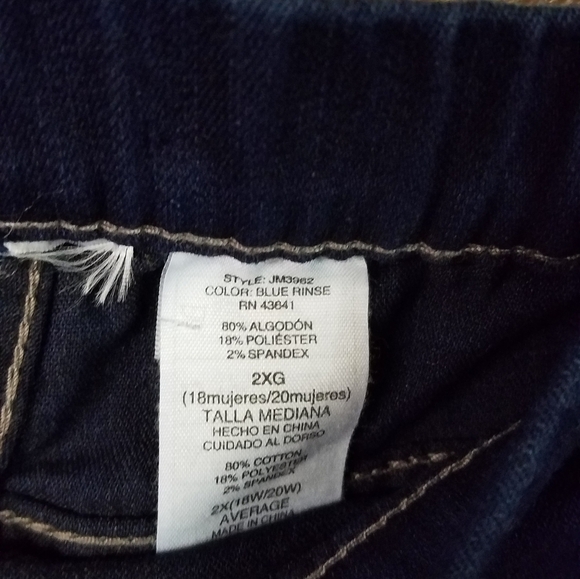 STYLE: JM3962
COLOR: BLUE RINSE
RN 43641
80% ALGODÓN
18% POLIÉSTER
2% SPANDEX
2XG
(18mujeres/20mujeres)
TALLA MEDIANA
HECHO EN CHINA
CUIDADO AL DORSO
80% COTTON
18% POLYESTER
2% SPANDEX
2X(18W/20W)
AVERAGE
MADE IN CHINA